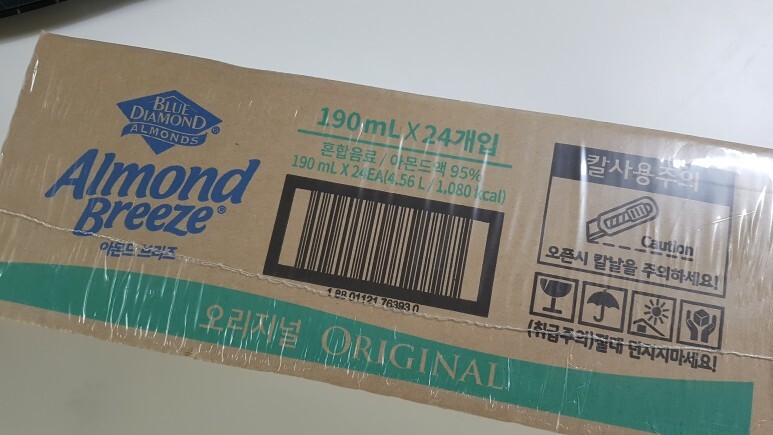 BLUE
DIAMOND
ALMONDS
Almond
Breeze
아몬드 브리즈
190mL X 24개입
혼합음료 / 아몬드액 95%
190 mL X 24EA(4.56 L / 1,080 kcal)
1 88 01121 76393 0
칼사용주의
Caution
오픈시 칼날을 주의하세요!
(취급주의)절대 던지지마세요!
오리지널 ORIGINAL